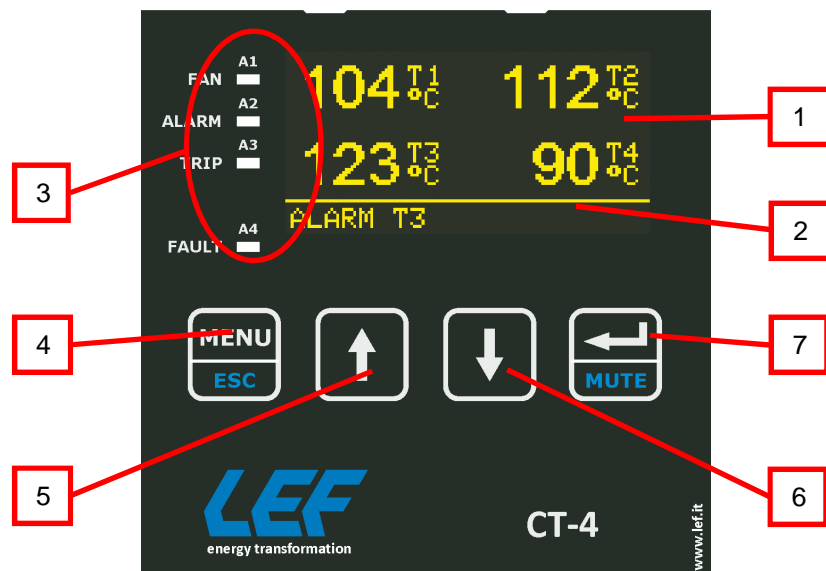 A1
FAN
104 T1 °C 112 T2 °C
A2
ALARM
1
A3
TRIP
123 T3 °C 90 T4 °C
3
ALARM T3
2
A4
FAULT
4
MENU
ESC
MUTE
7
5
LEF
energy transformation
CT-4
www.lef.it
6